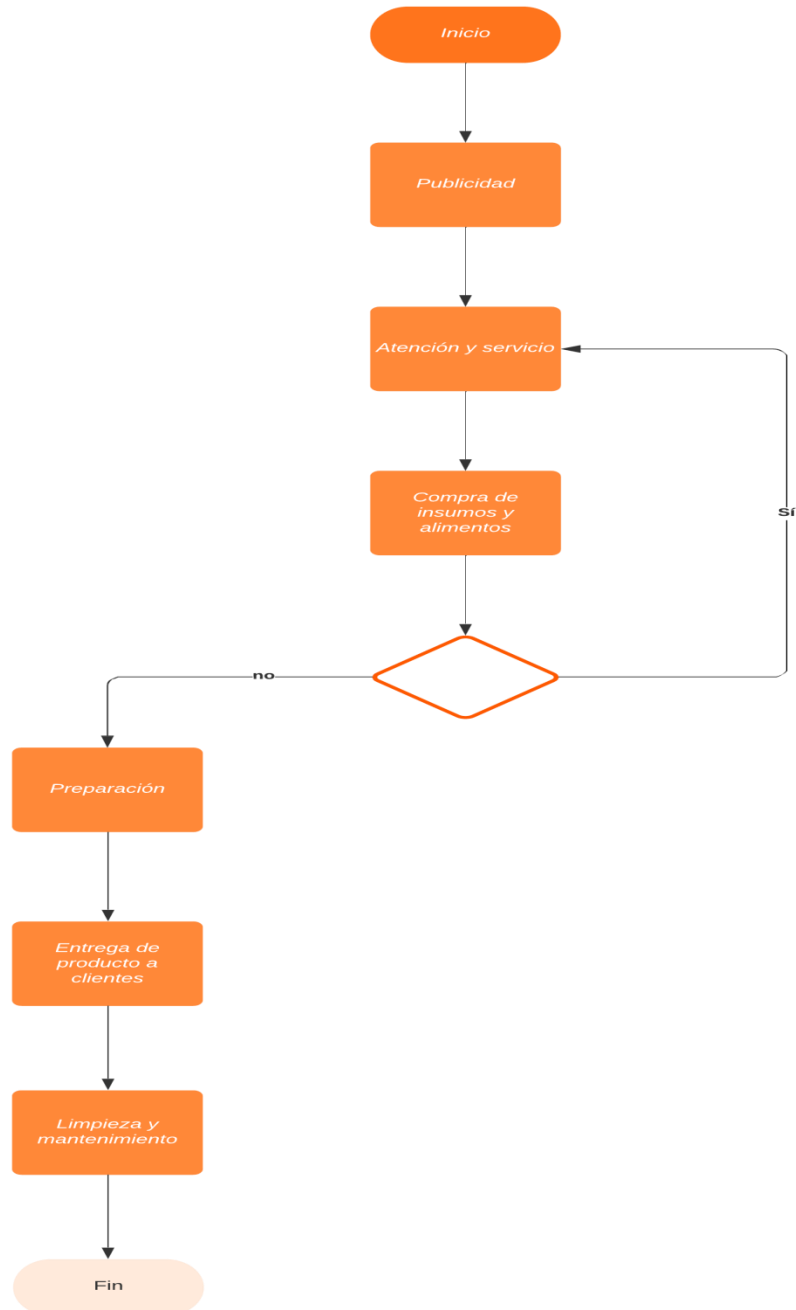 Inicio
Publicidad
Atención y servicio
Compra de
insumos y
alimentos
Sí
no
Preparación
Entrega de
producto a
clientes
Limpieza y
mantenimiento
Fin